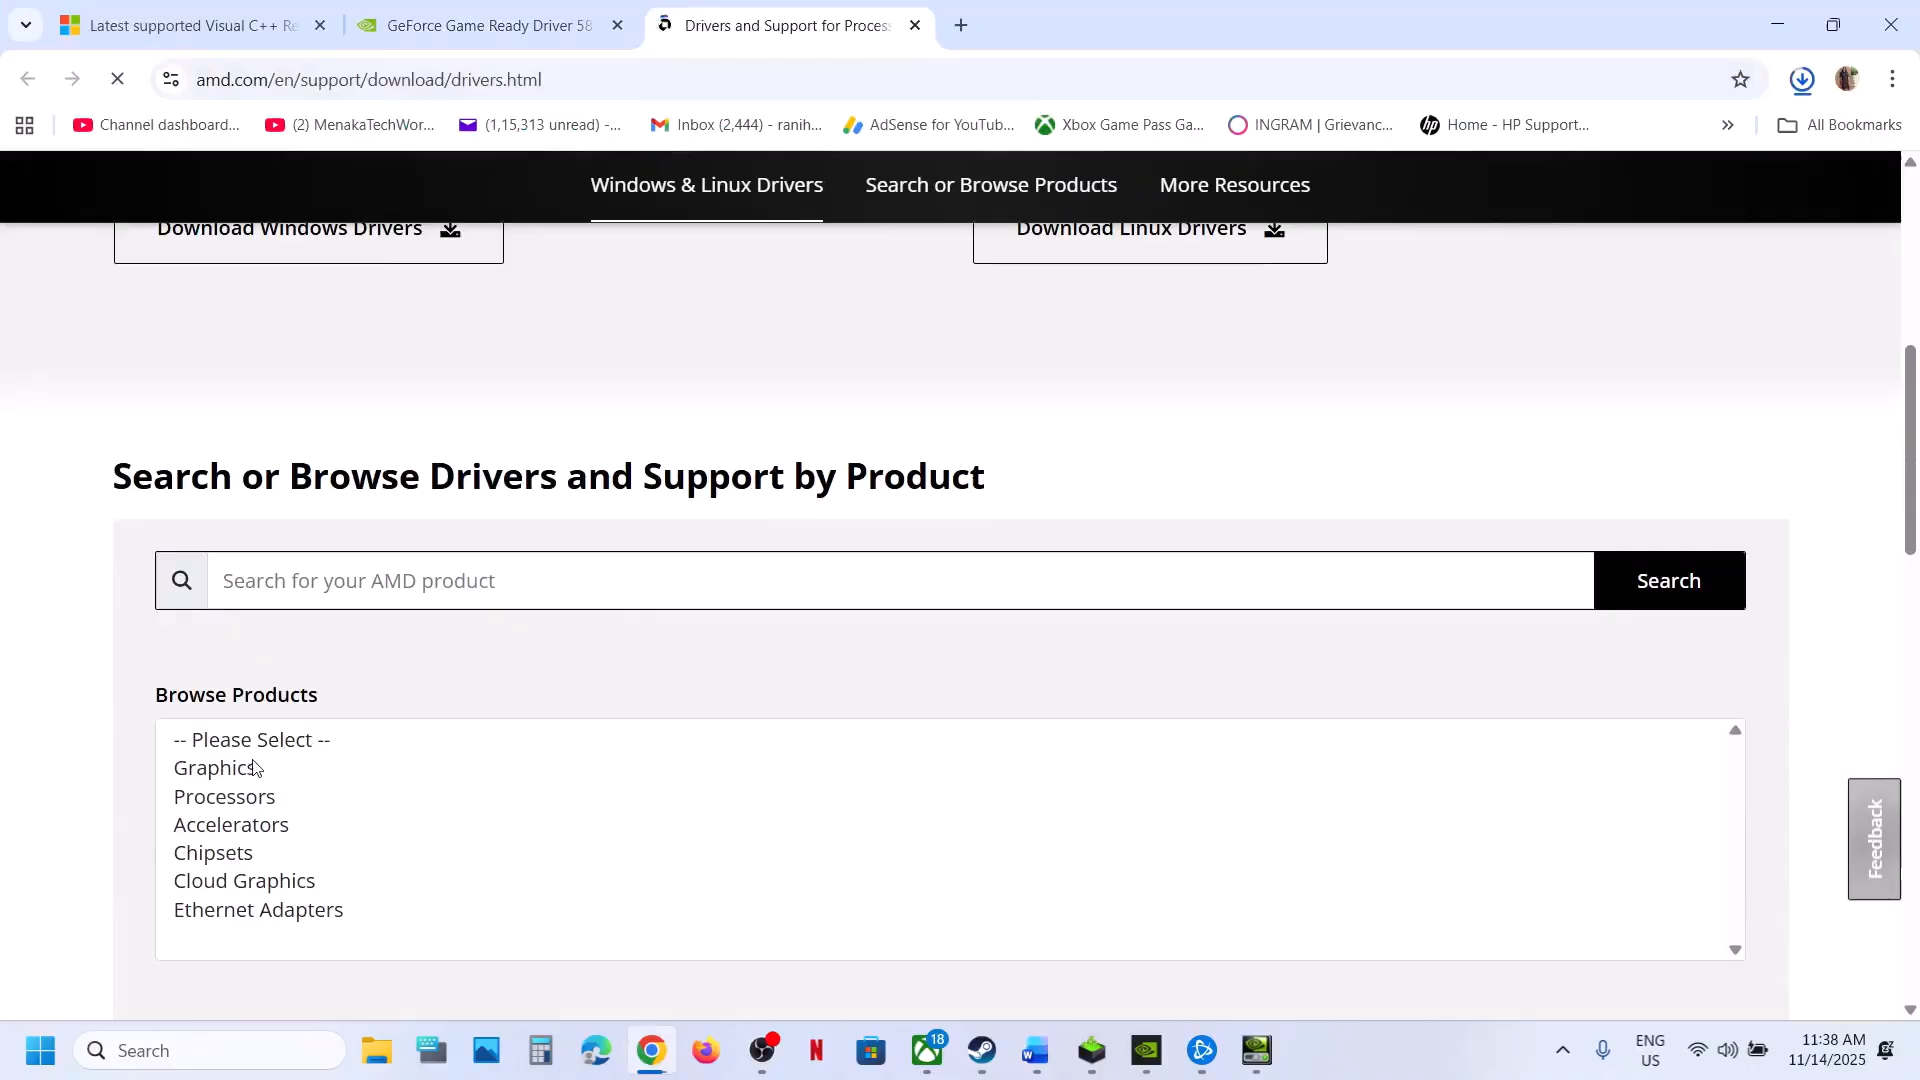 Latest supported Visual C++ Re
GeForce Game Ready Driver 58
Drivers and Support for Process
amd.com/en/support/download/drivers.html
Channel dashboard...
(2) MenakaTechWor...
(1,15,313 unread) -...
Inbox (2,444) - ranih...
AdSense for YouTub...
Xbox Game Pass Ga...
INGRAM | Grievanc...
Home - HP Support...
All Bookmarks
Windows & Linux Drivers
Search or Browse Products
More Resources
Download Windows Drivers
Download Linux Drivers
Search or Browse Drivers and Support by Product
Search for your AMD product
Search
Browse Products
-- Please Select --
Graphics
Processors
Accelerators
Chipsets
Cloud Graphics
Ethernet Adapters
Feedback
Search
18
ENG
US
11:38 AM
11/14/2025